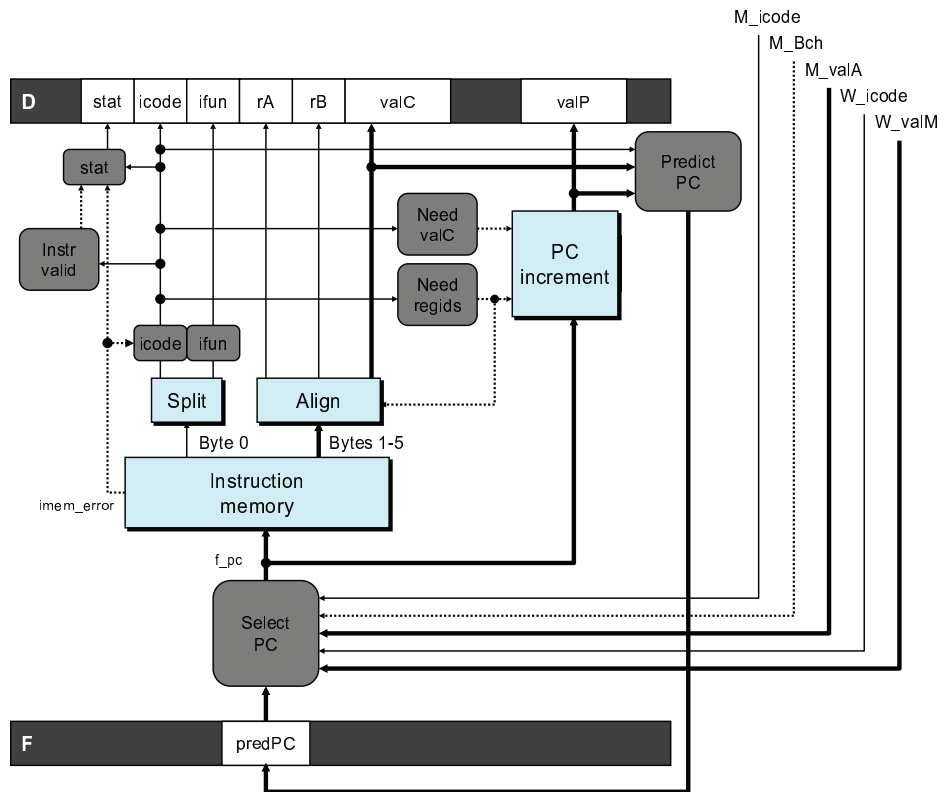 M_icode
M_Bch
M_valA
W_icode
W_valM
D
stat
icode
ifun
rA
rB
valC
valP
stat
Predict
PC
Instr
valid
Need
valC
PC
increment
Need
regids
icode
ifun
Split
Align
Byte 0
Bytes 1-5
Instruction
memory
imem_error
f_pc
Select
PC
F
predPC